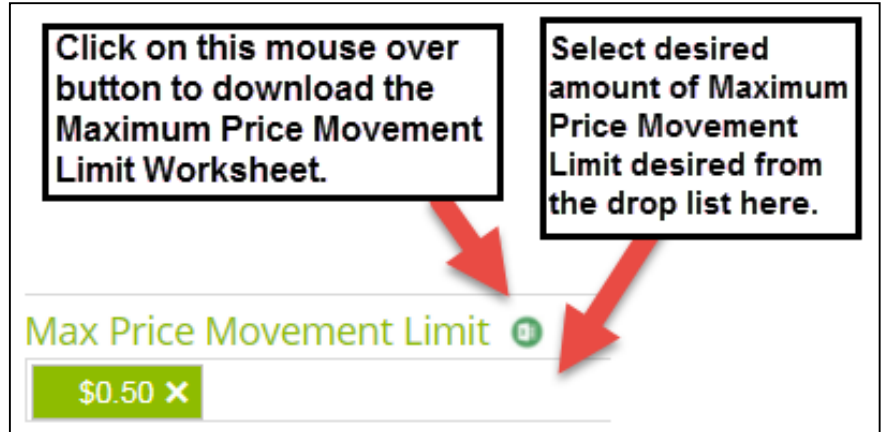 Click on this mouse over
button to download the
Maximum Price Movement
Limit Worksheet.
Select desired
amount of Maximum
Price Movement
Limit desired from
the drop list here.
Max Price Movement Limit
$0.50 ×